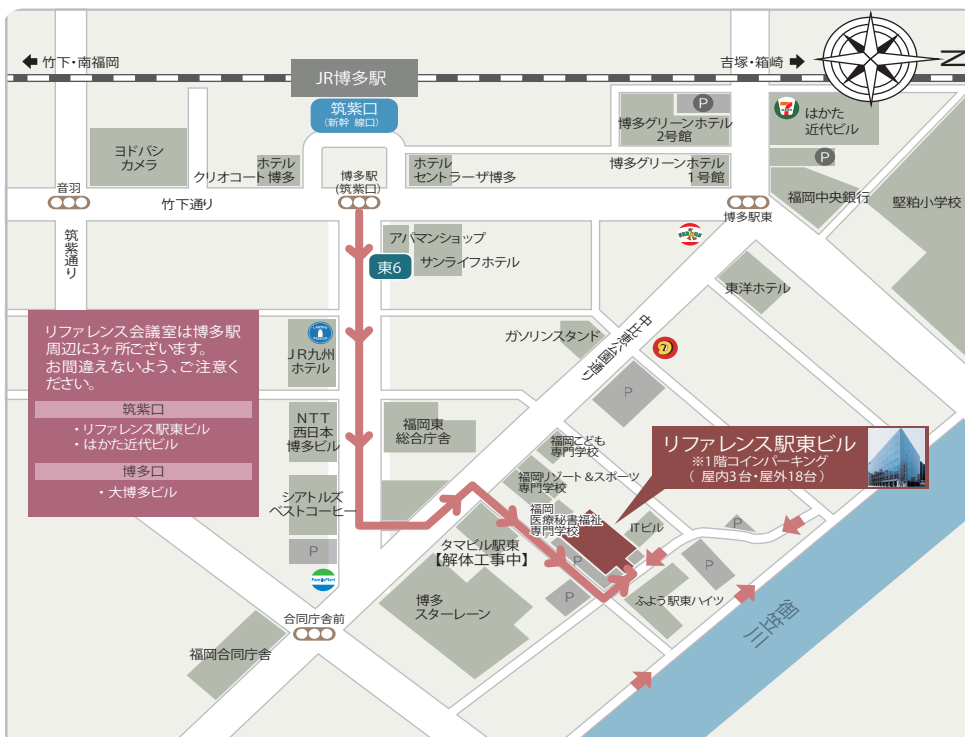 竹下・南福岡
JR博多駅
吉塚・箱崎
N
筑紫口
(新幹線口)
P
博多グリーンホテル
2号館
7
はかた
近代ビル
P
ヨドバシ
カメラ
ホテル
クリオコート博多
博多駅
(筑紫口)
ホテル
セントラーザ博多
博多グリーンホテル
1号館
音羽
竹下通り
博多駅東
福岡中央銀行
堅粕小学校
筑紫通り
アパマンショップ
サンライフホテル
東6
東洋ホテル
リファレンス会議室は博多駅
周辺に3ヶ所ございます。
お間違えないよう、ご注意く
ださい。
筑紫口
・リファレンス駅東ビル
・はかた近代ビル
博多口
・大博多ビル
JR九州
ホテル
ガソリンスタンド
中比恵公園通り
P
NTT
西日本
博多ビル
福岡東
総合庁舎
福岡こども
専門学校
福岡リゾート&スポーツ
専門学校
福岡
医療秘書福祉
専門学校
リファレンス駅東ビル
※1階コインパーキング
(屋内3台・屋外18台)
シアトルズ
ベストコーヒー
P
FamilyMart
タマビル駅東
【解体工事中】
ITビル
P
P
P
P
博多
スターレーン
ふよう駅東ハイツ
御笠川
合同庁舎前
福岡合同庁舎